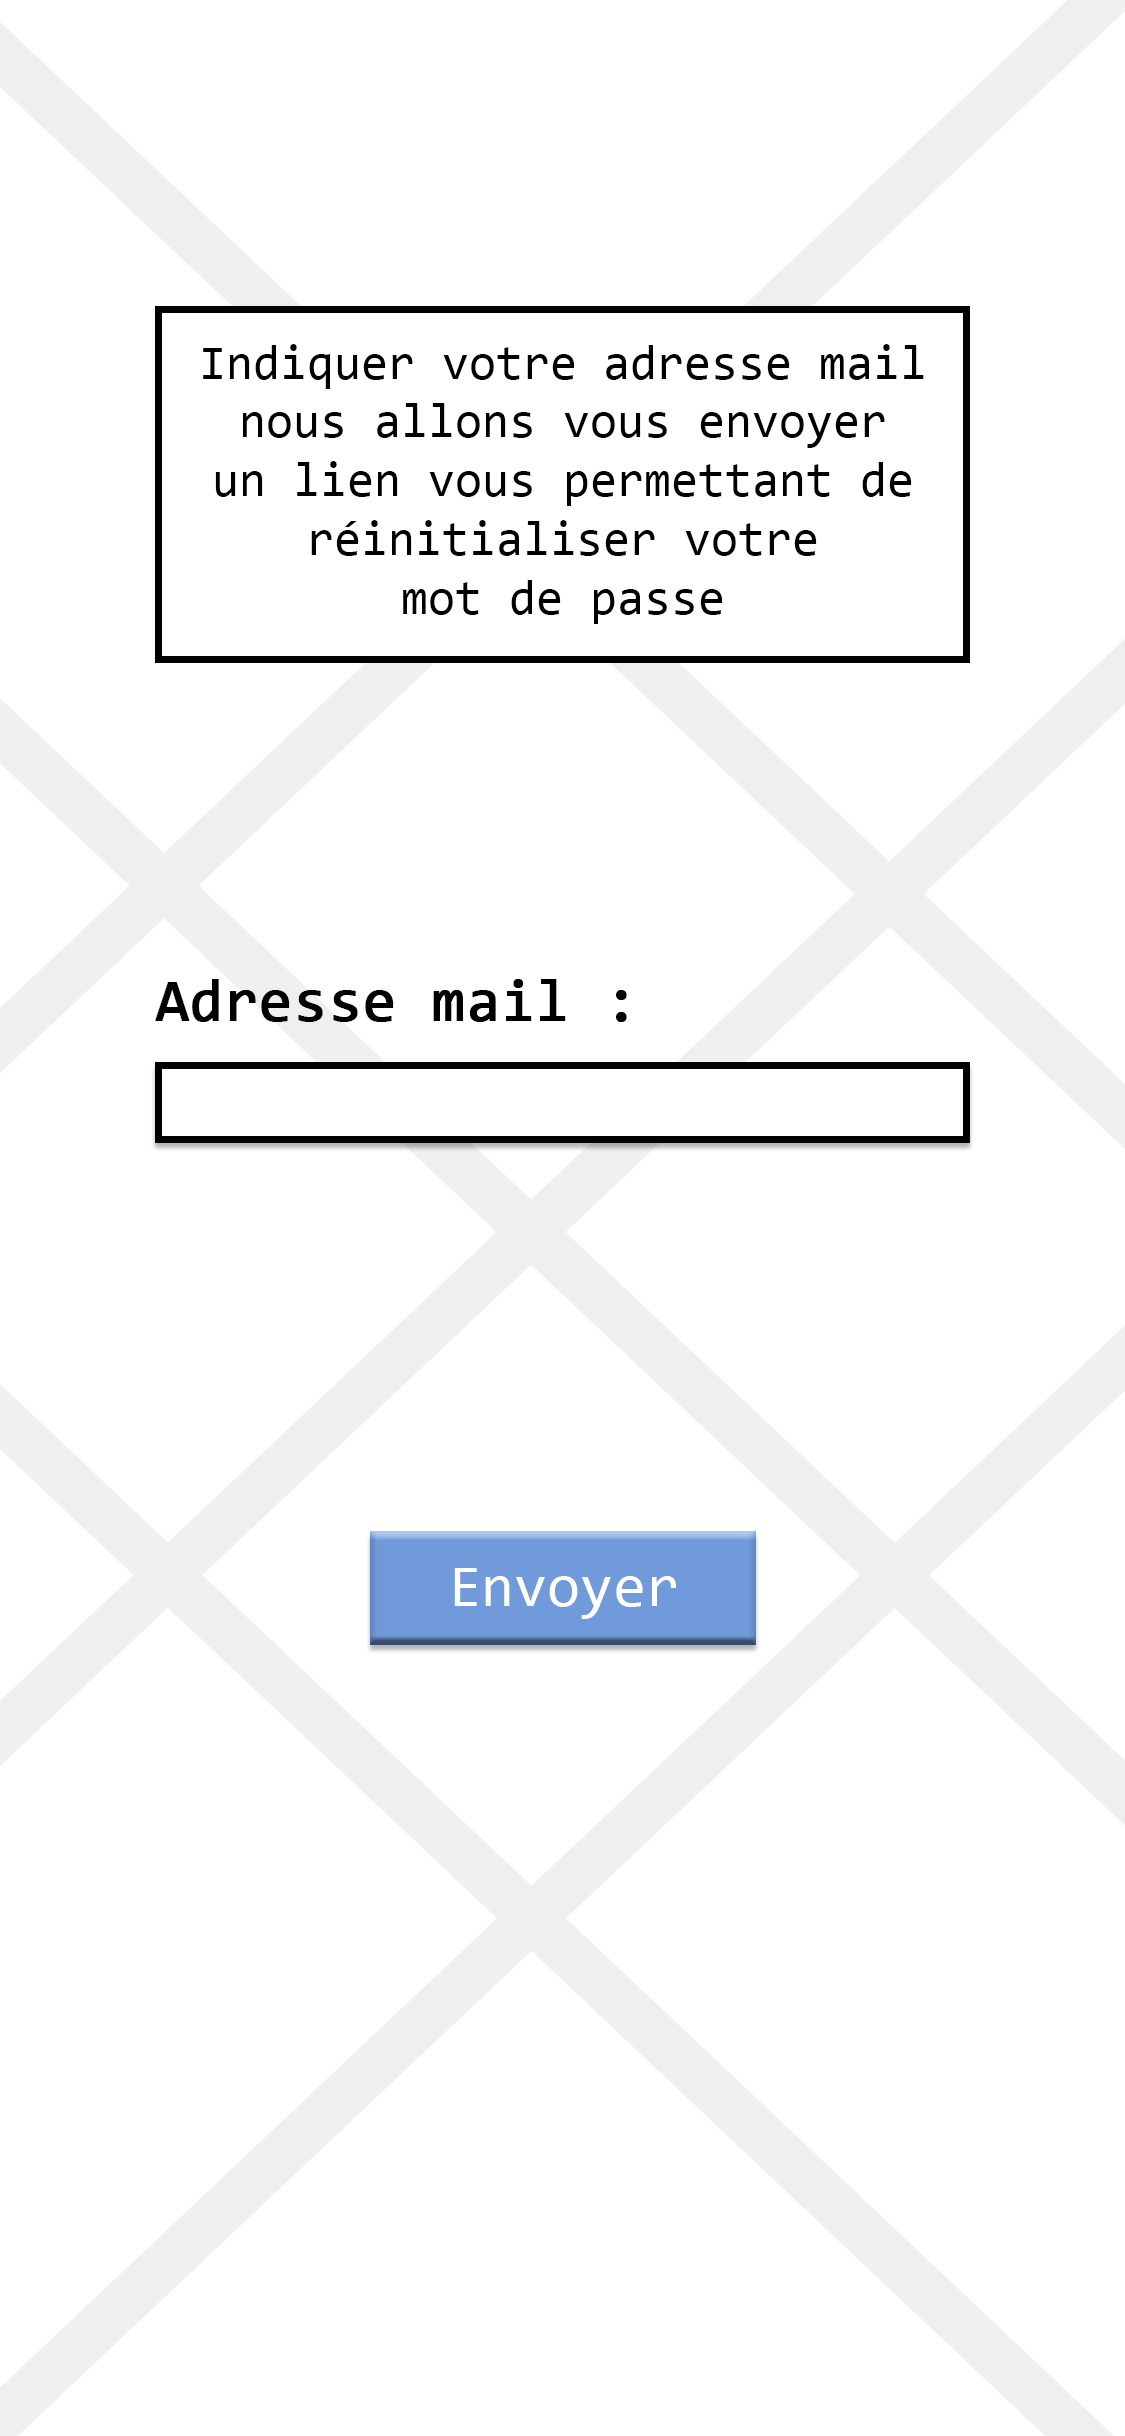 Indiquer votre adresse mail
nous allons vous envoyer
un lien vous permettant de
réinitialiser votre
mot de passe
Adresse mail :
Envoyer